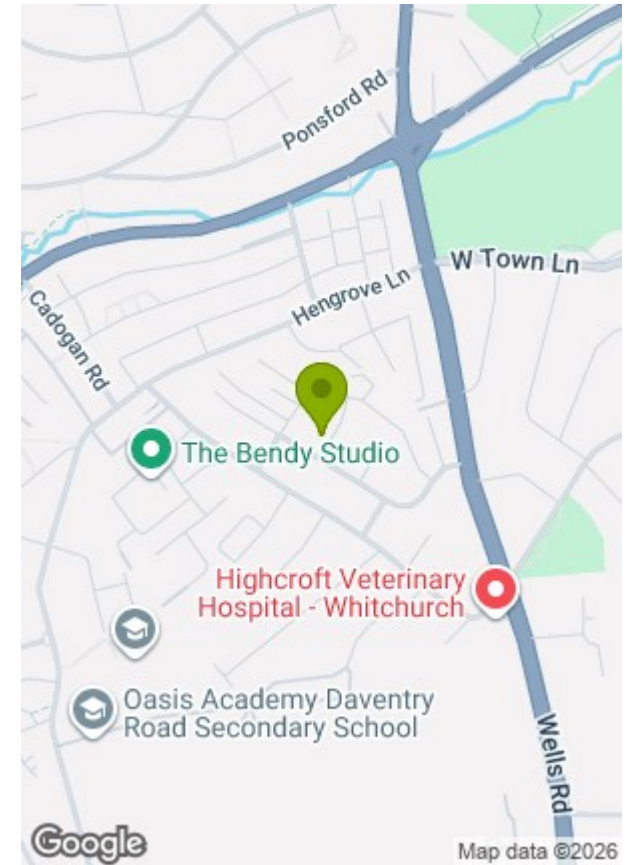 Ponsford Rd
W Town Ln
Hengrove Ln
Cadogan Rd
The Bendy Studio
Highcroft Veterinary
Hospital - Whitchurch
Oasis Academy Daventry
Road Secondary School
Wells Rd
Google
Map data ©2026